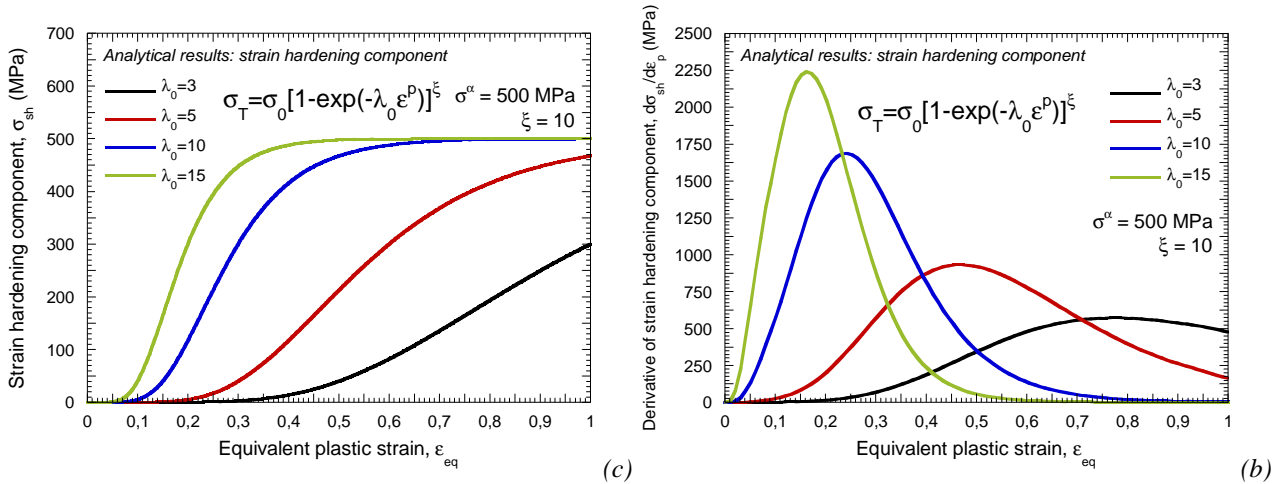 Strain hardening component, σsh (MPa)
700
600
500
400
300
200
100
0
Analytical results: strain hardening component
λ0=3
λ0=5
λ0=10
λ0=15
σT=σ0[1-exp(-λ0εp)]ξ
σα = 500 MPa
ξ = 10
0 0,1 0,2 0,3 0,4 0,5 0,6 0,7 0,8 0,9 1
Equivalent plastic strain, εeq
(c)
Derivative of strain hardening component, dσsh/dεp (MPa)
2500
2250
2000
1750
1500
1250
1000
750
500
250
0
Analytical results: strain hardening component
λ0=3
λ0=5
λ0=10
λ0=15
σT=σ0[1-exp(-λ0εp)]ξ
σα = 500 MPa
ξ = 10
0 0,1 0,2 0,3 0,4 0,5 0,6 0,7 0,8 0,9 1
Equivalent plastic strain, εeq
(b)